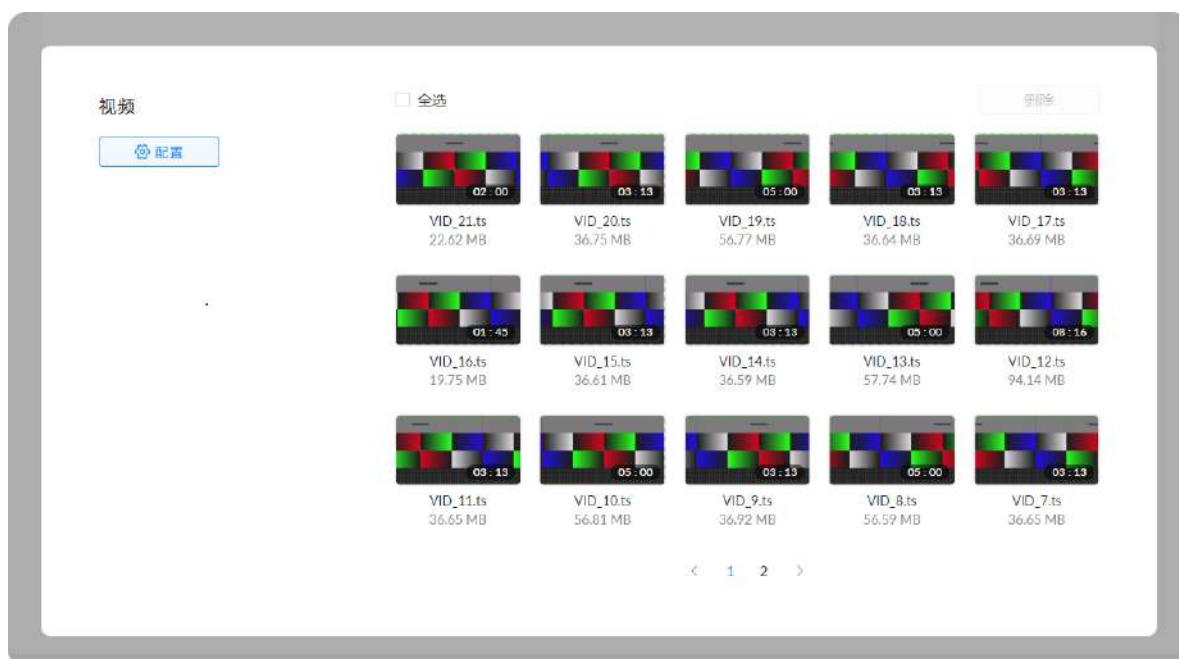 视频
配置
全选
删除
02:00
03:13
05:00
03:13
03:13
VID_21.ts
VID_20.ts
VID_19.ts
VID_18.ts
VID_17.ts
22.62 MB
36.75 MB
56.77 MB
36.64 MB
36.69 MB
01:45
03:13
03:13
05:00
08:16
VID_16.ts
VID_15.ts
VID_14.ts
VID_13.ts
VID_12.ts
19.75 MB
36.61 MB
36.59 MB
57.74 MB
94.14 MB
03:13
05:00
03:13
05:00
03:13
VID_11.ts
VID_10.ts
VID_9.ts
VID_8.ts
VID_7.ts
36.65 MB
56.81 MB
36.92 MB
56.59 MB
36.65 MB
< 1 2 >